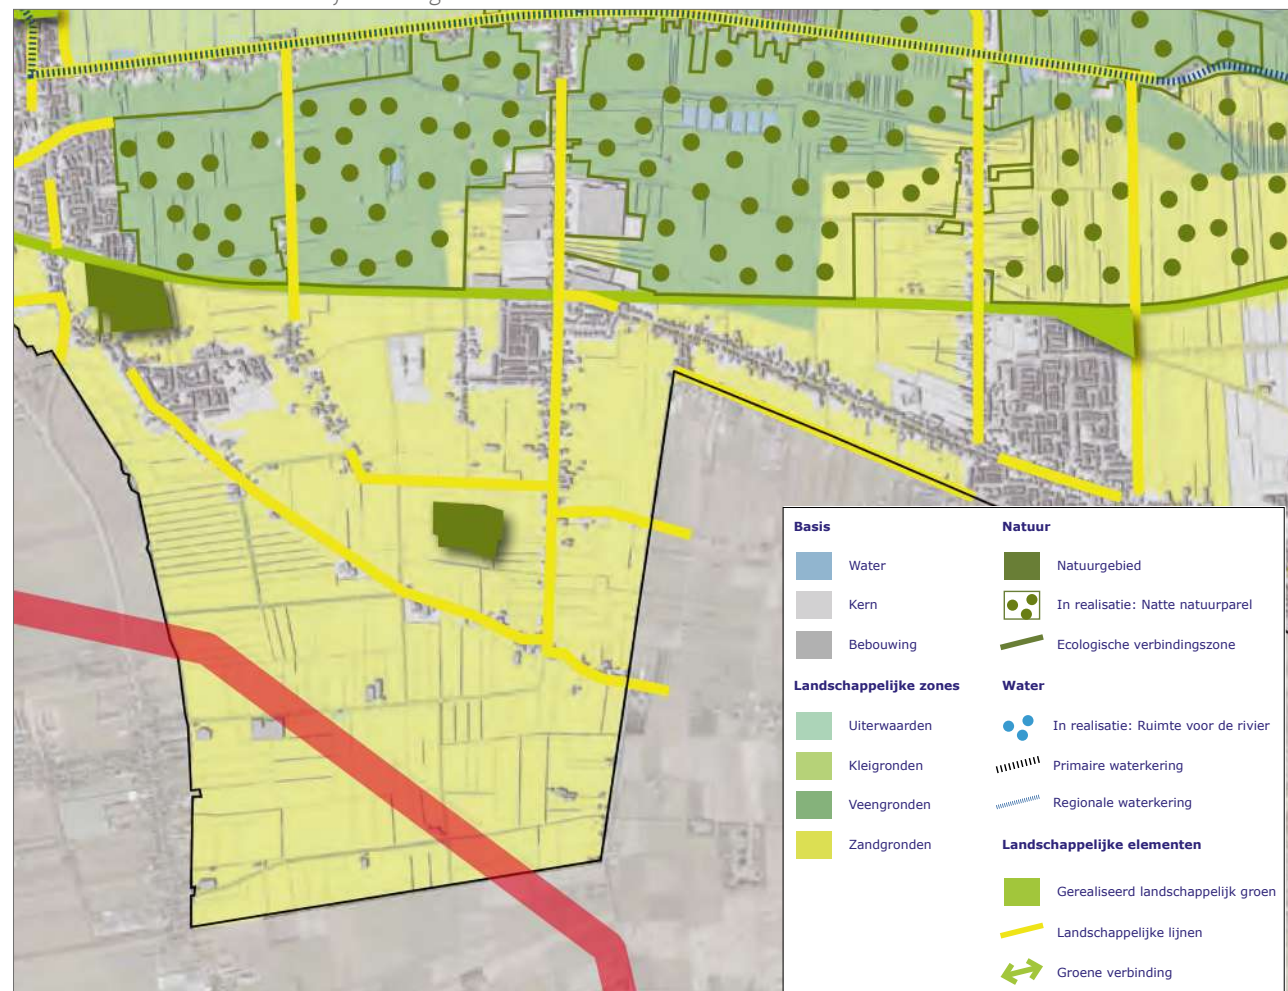 Basis
Water
Kern
Bebouwing
Landschappelijke zones
Uiterwaarden
Kleigronden
Veengronden
Zandgronden
Natuur
Natuurgebied
In realisatie: Natte natuurparel
Ecologische verbindingszone
Water
In realisatie: Ruimte voor de rivier
Primaire waterkering
Regionale waterkering
Landschappelijke elementen
Gerealiseerd landschappelijk groen
Landschappelijke lijnen
Groene verbinding